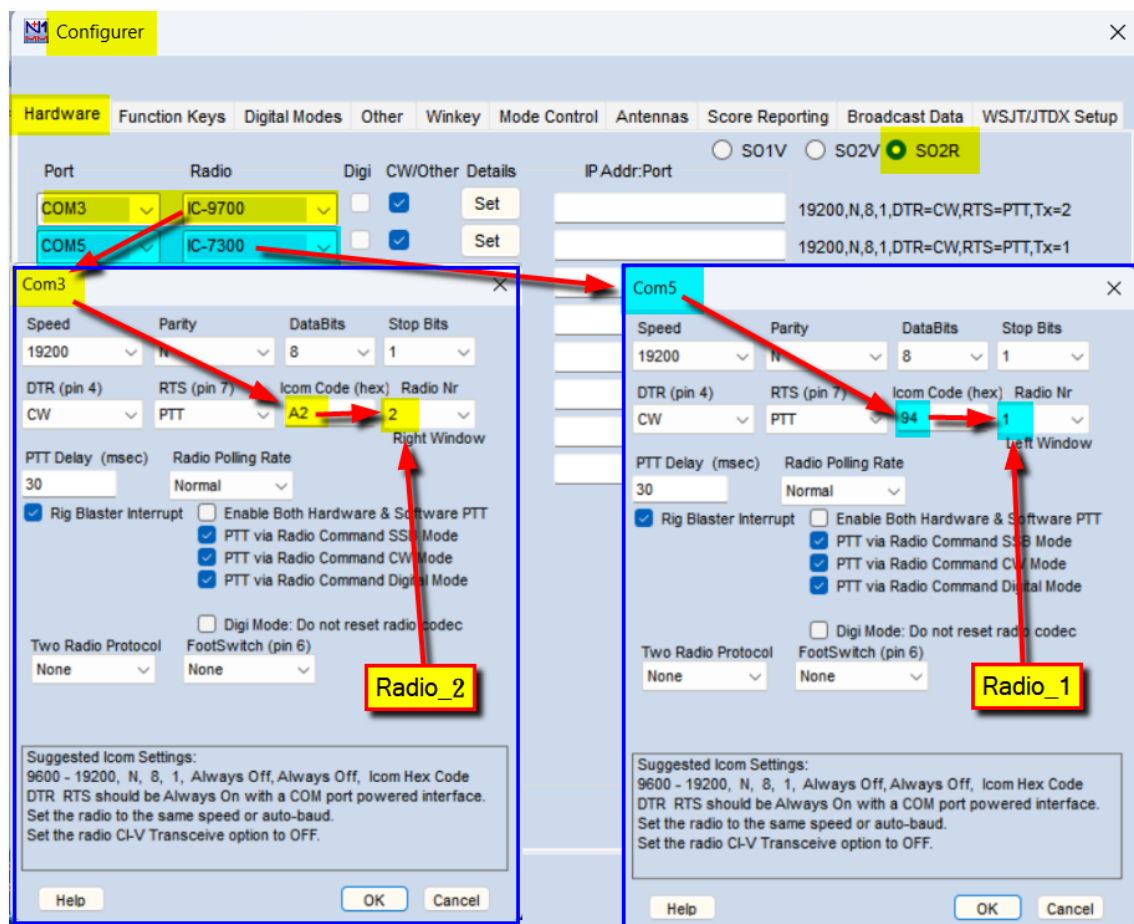 N1MM Configurer
Hardware Function Keys Digital Modes Other Winkey Mode Control Antennas Score Reporting Broadcast Data WSJT/JTDX Setup
SO1V SO2V SO2R
Port Radio Digi CW/Other Details IP Addr:Port
COM3 IC-9700 Set 19200,N,8,1,DTR=CW,RTS=PTT,Tx=2
COM5 IC-7300 Set 19200,N,8,1,DTR=CW,RTS=PTT,Tx=1
Com3
Speed Parity DataBits Stop Bits
19200 N 8 1
DTR (pin 4) RTS (pin 7) Icom Code (hex) Radio Nr
CW PTT A2 2
Right Window
PTT Delay (msec) Radio Polling Rate
30 Normal
Rig Blaster Interrupt Enable Both Hardware & Software PTT
PTT via Radio Command SSB Mode
PTT via Radio Command CW Mode
PTT via Radio Command Digital Mode
Digi Mode: Do not reset radio codec
Two Radio Protocol FootSwitch (pin 6)
None None
Radio_2
Suggested Icom Settings:
9600 - 19200, N, 8, 1, Always Off, Always Off, Icom Hex Code
DTR RTS should be Always On with a COM port powered interface.
Set the radio to the same speed or auto-baud.
Set the radio CI-V Transceive option to OFF.
Help OK Cancel
Com5
Speed Parity DataBits Stop Bits
19200 N 8 1
DTR (pin 4) RTS (pin 7) Icom Code (hex) Radio Nr
CW PTT 94 1
Left Window
PTT Delay (msec) Radio Polling Rate
30 Normal
Rig Blaster Interrupt Enable Both Hardware & Software PTT
PTT via Radio Command SSB Mode
PTT via Radio Command CW Mode
PTT via Radio Command Digital Mode
Digi Mode: Do not reset radio codec
Two Radio Protocol FootSwitch (pin 6)
None None
Radio_1
Suggested Icom Settings:
9600 - 19200, N, 8, 1, Always Off, Always Off, Icom Hex Code
DTR RTS should be Always On with a COM port powered interface.
Set the radio to the same speed or auto-baud.
Set the radio CI-V Transceive option to OFF.
Help OK Cancel